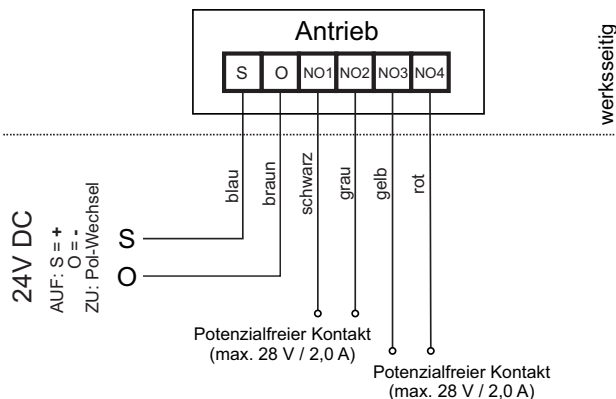 Antrieb
S O NO1 NO2 NO3 NO4
werksseitig
blau
braun
schwarz
grau
gelb
rot
24V DC
AUF: S = +
O = -
ZU: Pol-Wechsel
S
O
Potenzialfreier Kontakt
(max. 28 V / 2,0 A)
Potenzialfreier Kontakt
(max. 28 V / 2,0 A)